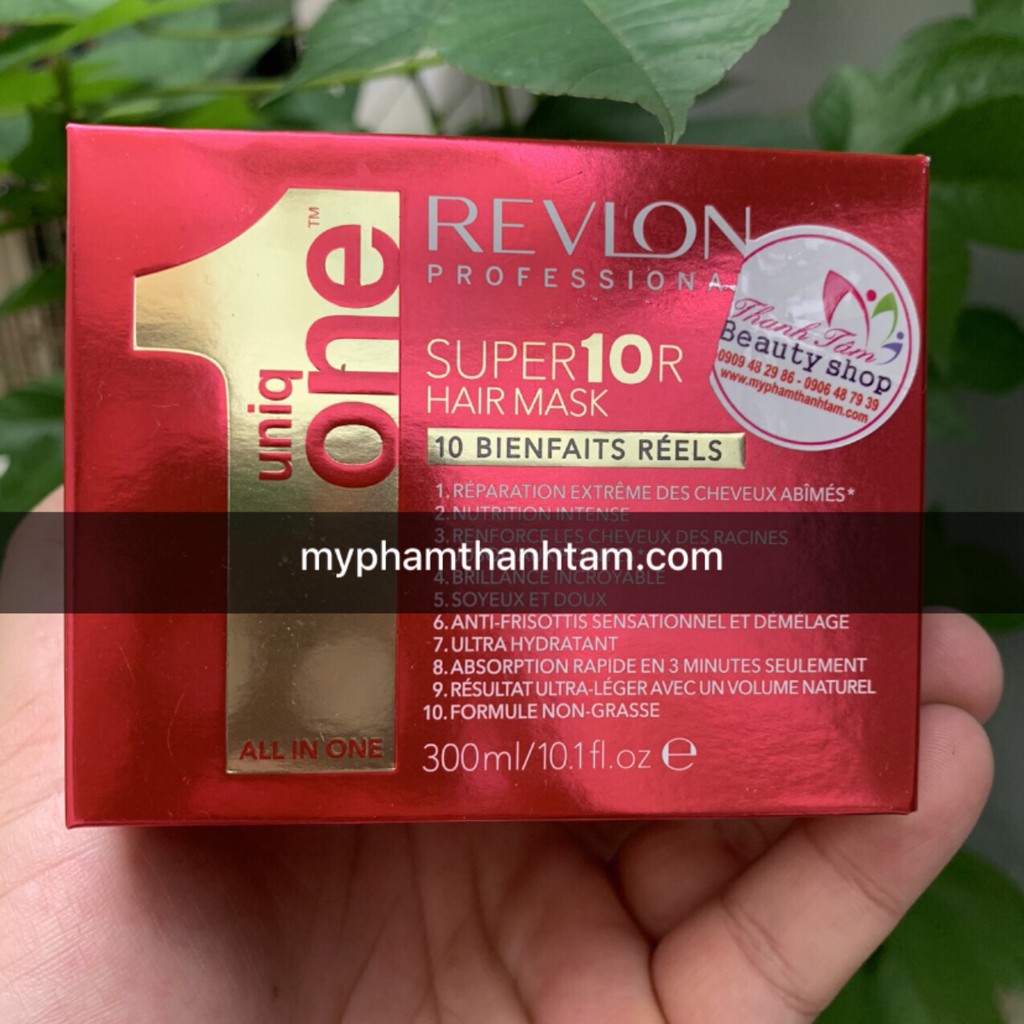 uniq
one™
ALL IN ONE
REVLON
PROFESSIONA
SUPER10R
HAIR MASK
10 BIENFAITS RÉELS
1. RÉPARATION EXTRÊME DES CHEVEUX ABÎMÉS*
2. NUTRITION INTENSE
3. RENFORCE LES CHEVEUX DES RACINES
4. BRILLANCE INCROYABLE
5. SOYEUX ET DOUX
6. ANTI-FRISOTTIS SENSATIONNEL ET DÉMÉLAGE
7. ULTRA HYDRATANT
8. ABSORPTION RAPIDE EN 3 MINUTES SEULEMENT
9. RÉSULTAT ULTRA-LÉGER AVEC UN VOLUME NATUREL
10. FORMULE NON-GRASSE
300ml/10.1fl.oz e
Thanh Tâm
Beauty shop
0909 48 29 86 - 0906 48 79 39
www.myphamthanhtam.com
myphamthanhtam.com